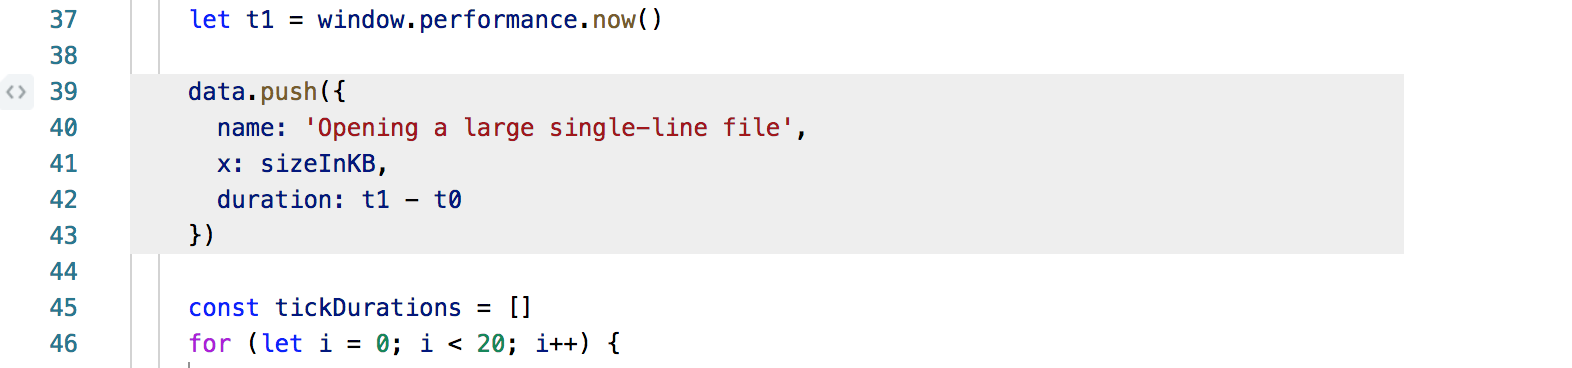 37 let t1 = window.performance.now()
38
39 data.push({
40 name: 'Opening a large single-line file',
41 x: sizeInKB,
42 duration: t1 - t0
43 })
44
45 const tickDurations = []
46 for (let i = 0; i < 20; i++) {